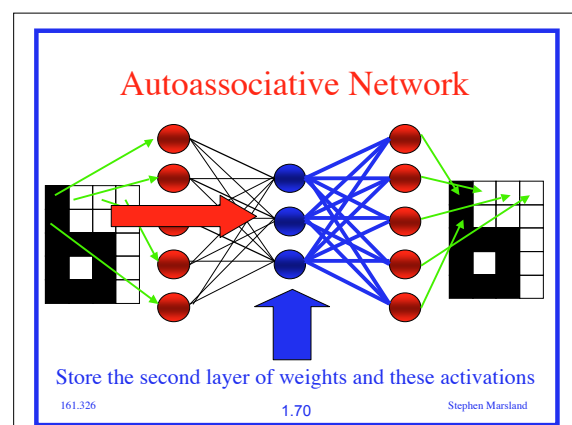 Autoassociative Network
Store the second layer of weights and these activations
161.326
1.70
Stephen Marsland